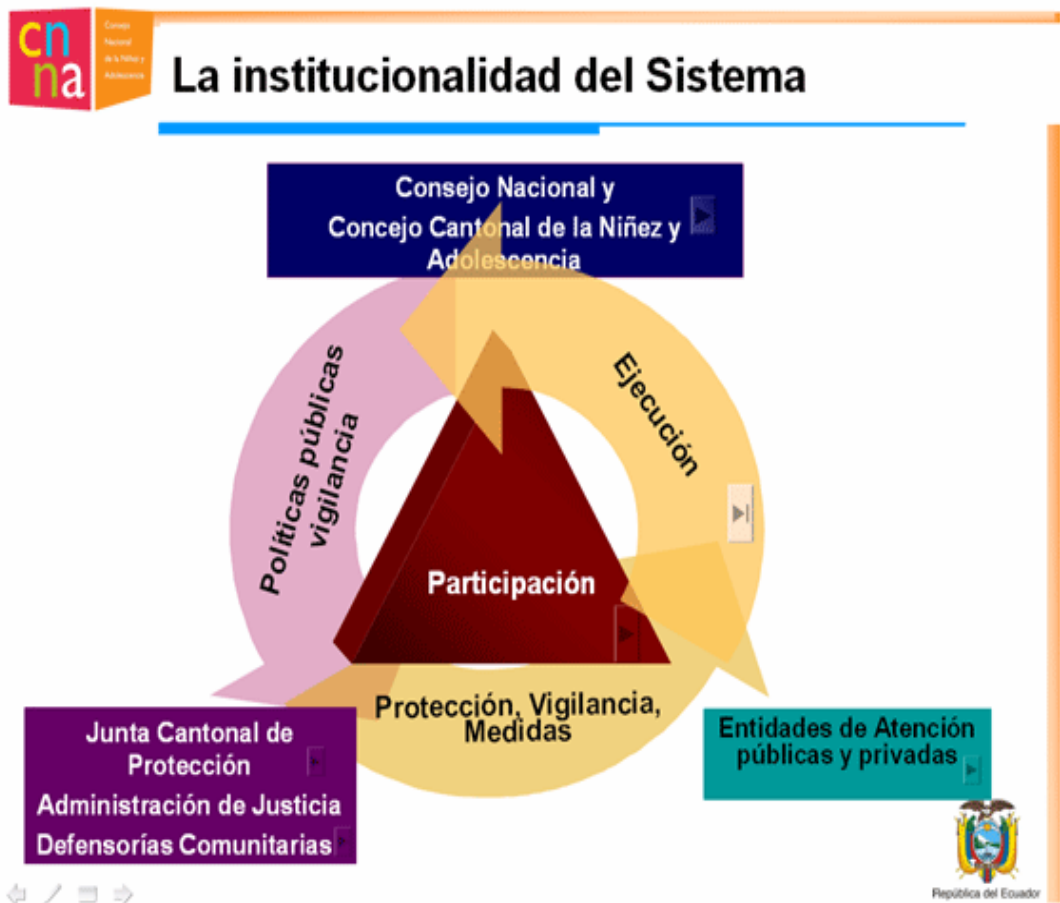 cn
na
Consejo
Nacional
de la Niñez y
Adolescencia
La institucionalidad del Sistema
Consejo Nacional y
Concejo Cantonal de la Niñez y
Adolescencia
Políticas públicas
vigilancia
Ejecución
Participación
Protección, Vigilancia,
Medidas
Junta Cantonal de
Protección
Administración de Justicia
Defensorías Comunitarias
Entidades de Atención
públicas y privadas
República del Ecuador